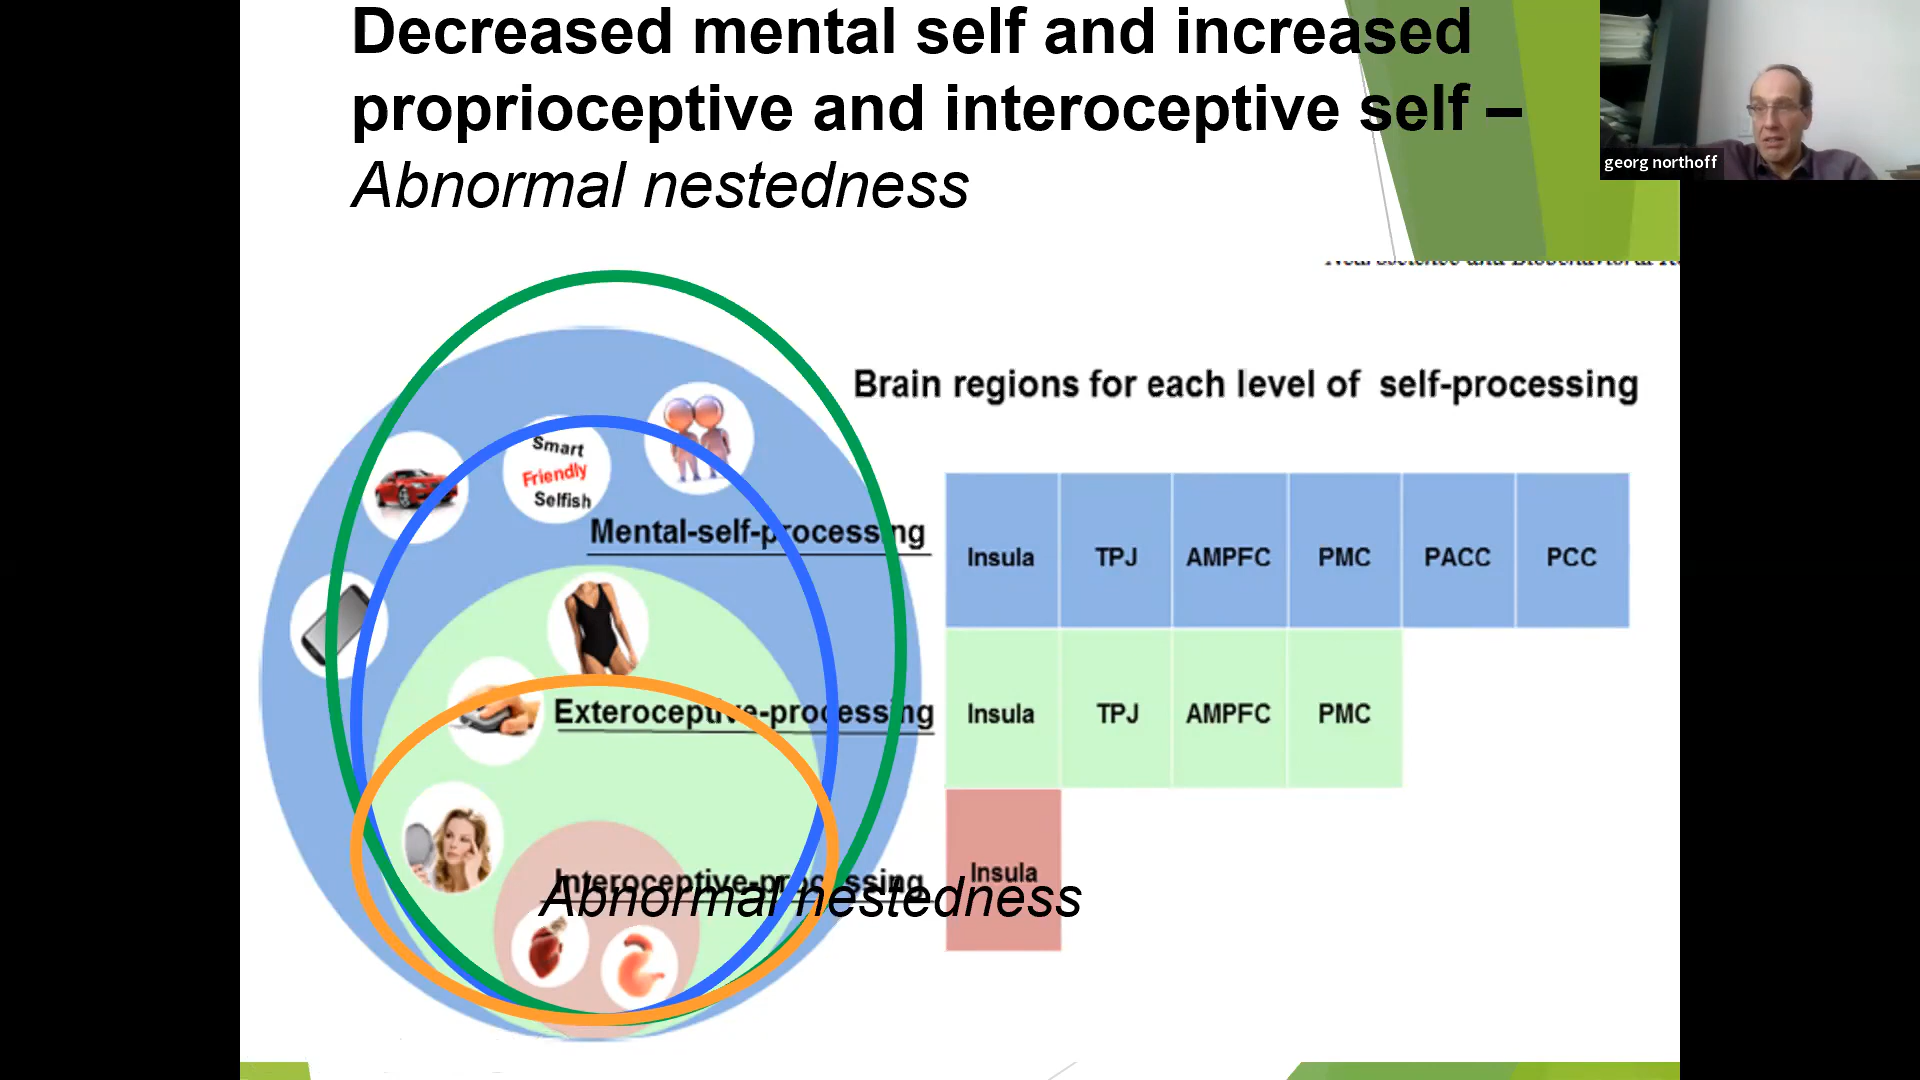 Decreased mental self and increased
proprioceptive and interoceptive self –
Abnormal nestedness
georg northoff
Brain regions for each level of self-processing
Smart
Friendly
Selfish
Mental-self-processing
Insula TPJ AMPFC PMC PACC PCC
Exteroceptive-processing
Insula TPJ AMPFC PMC
Interoceptive-processing
Insula
Abnormal nestedness